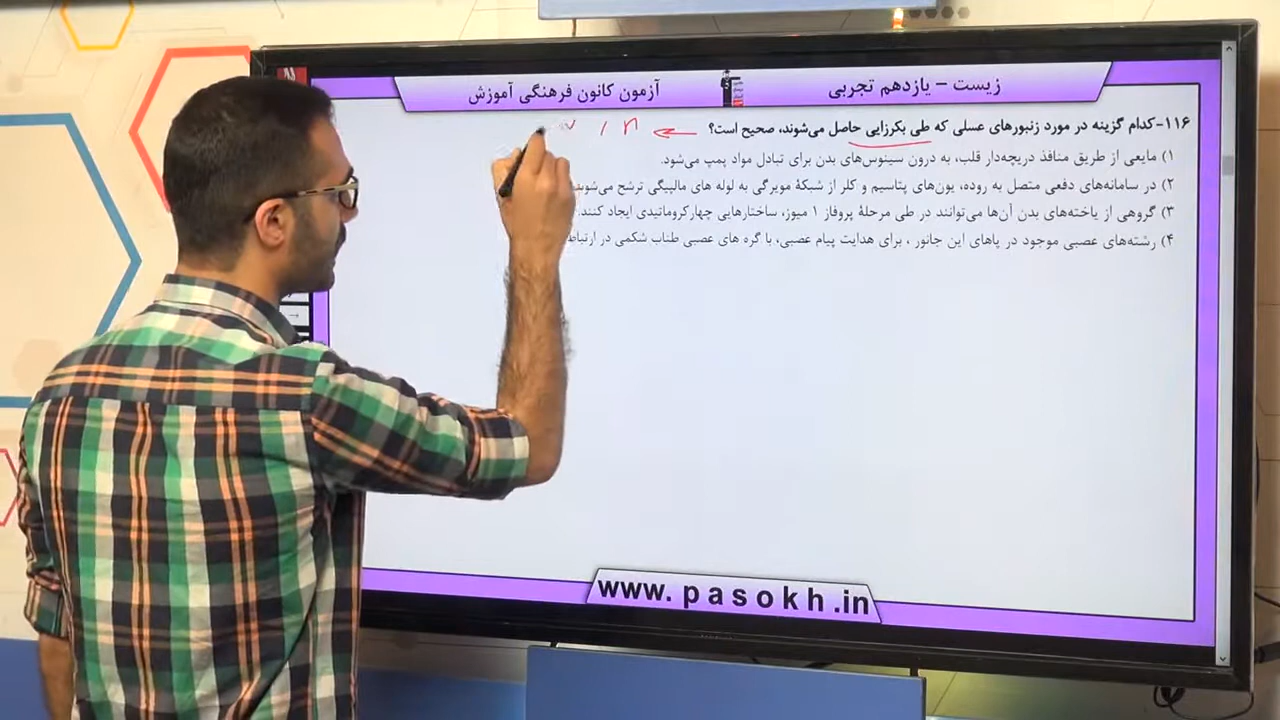 زیست – یازدهم تجربی
آزمون کانون فرهنگی آموزش
۱۱۶-کدام گزینه در مورد زنبورهای عسلی که طی بکرزایی حاصل می‌شوند، صحیح است؟
n
۱) مایعی از طریق منافذ دریچه‌دار قلب، به درون سینوس‌های بدن برای تبادل مواد پمپ می‌شود.
۲) در سامانه‌های دفعی متصل به روده، یون‌های پتاسیم و کلر از شبکهٔ مویرگی به لوله های مالپیگی ترشح می‌شوند
۳) گروهی از یاخته‌های بدن آن‌ها می‌توانند در طی مرحلهٔ پروفاز ۱ میوز، ساختارهایی چهارکروماتیدی ایجاد کنند.
۴) رشته‌های عصبی موجود در پاهای این جانور ، برای هدایت پیام عصبی، با گره های عصبی طناب شکمی در ارتباط
www.pasokh.in